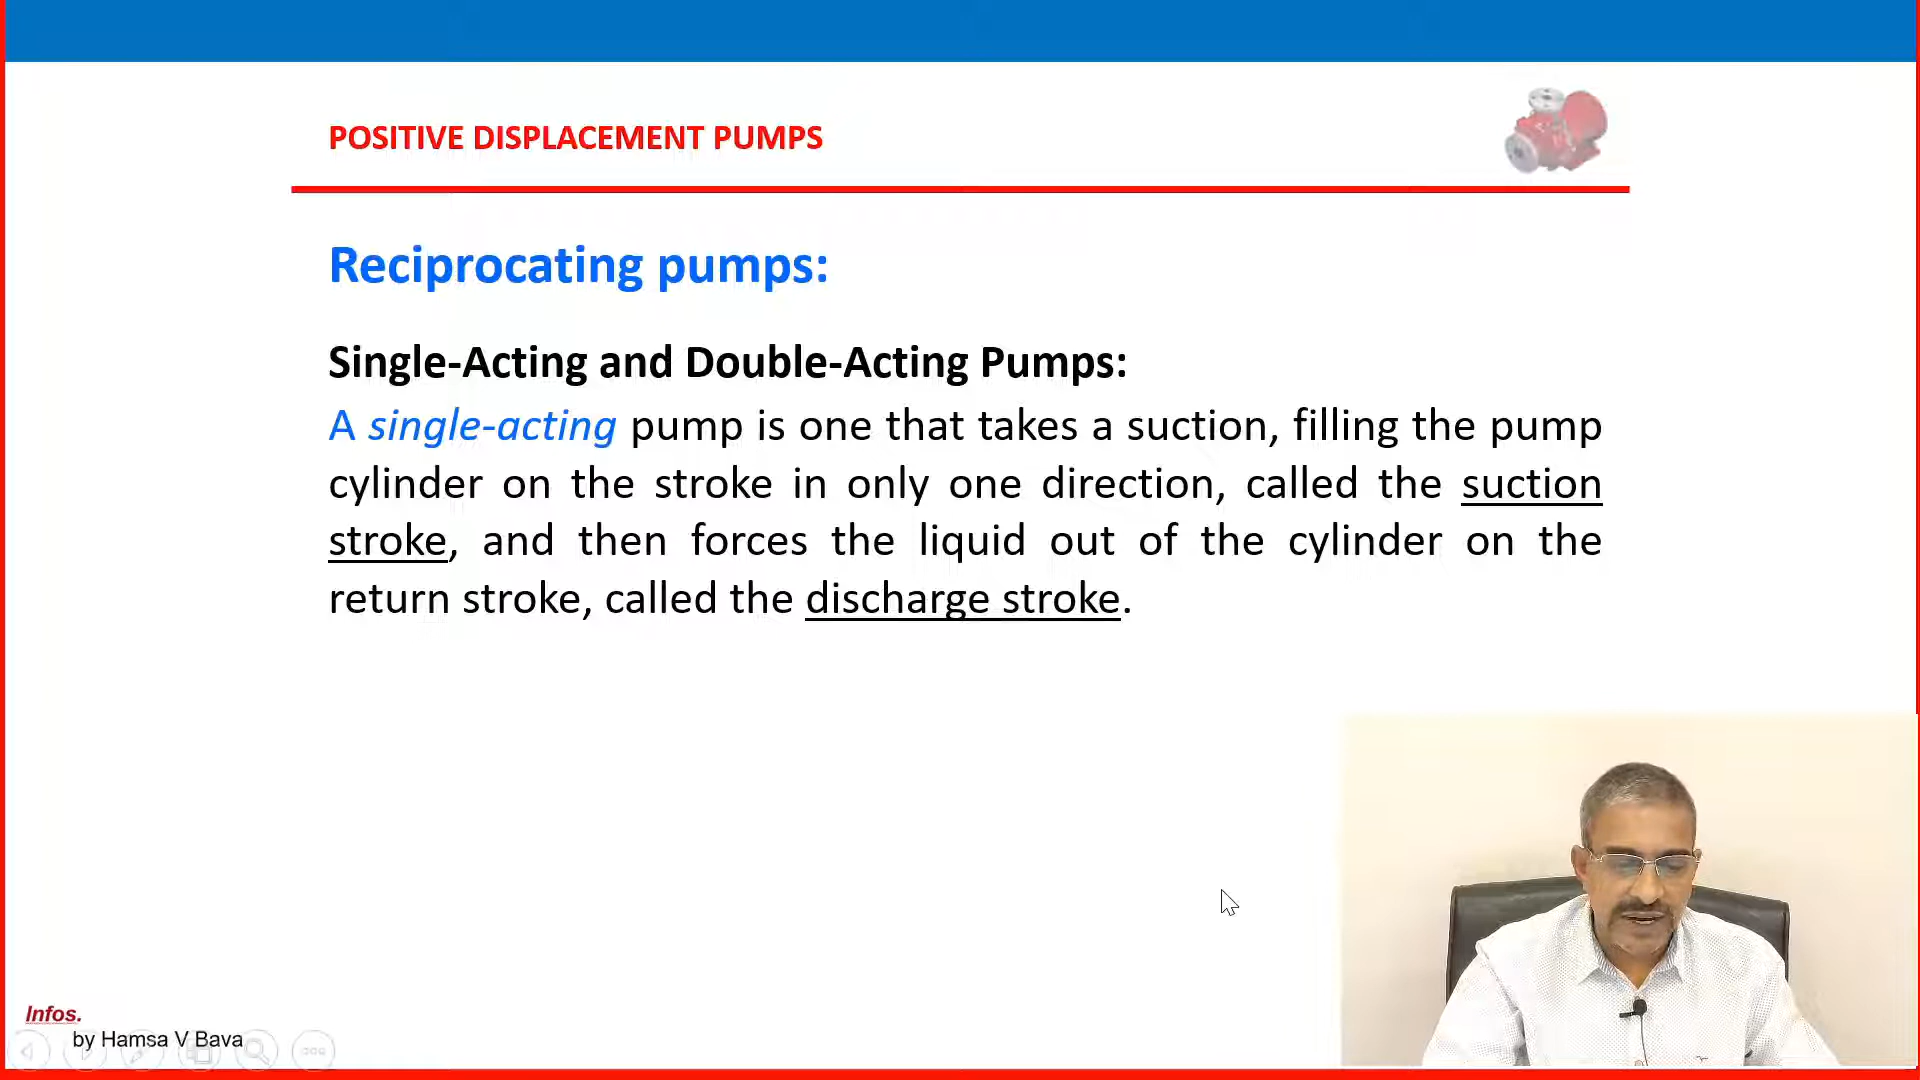 POSITIVE DISPLACEMENT PUMPS
Reciprocating pumps:
Single-Acting and Double-Acting Pumps:
A single-acting pump is one that takes a suction, filling the pump
cylinder on the stroke in only one direction, called the suction
stroke, and then forces the liquid out of the cylinder on the
return stroke, called the discharge stroke.
Infos.
by Hamsa V Bava